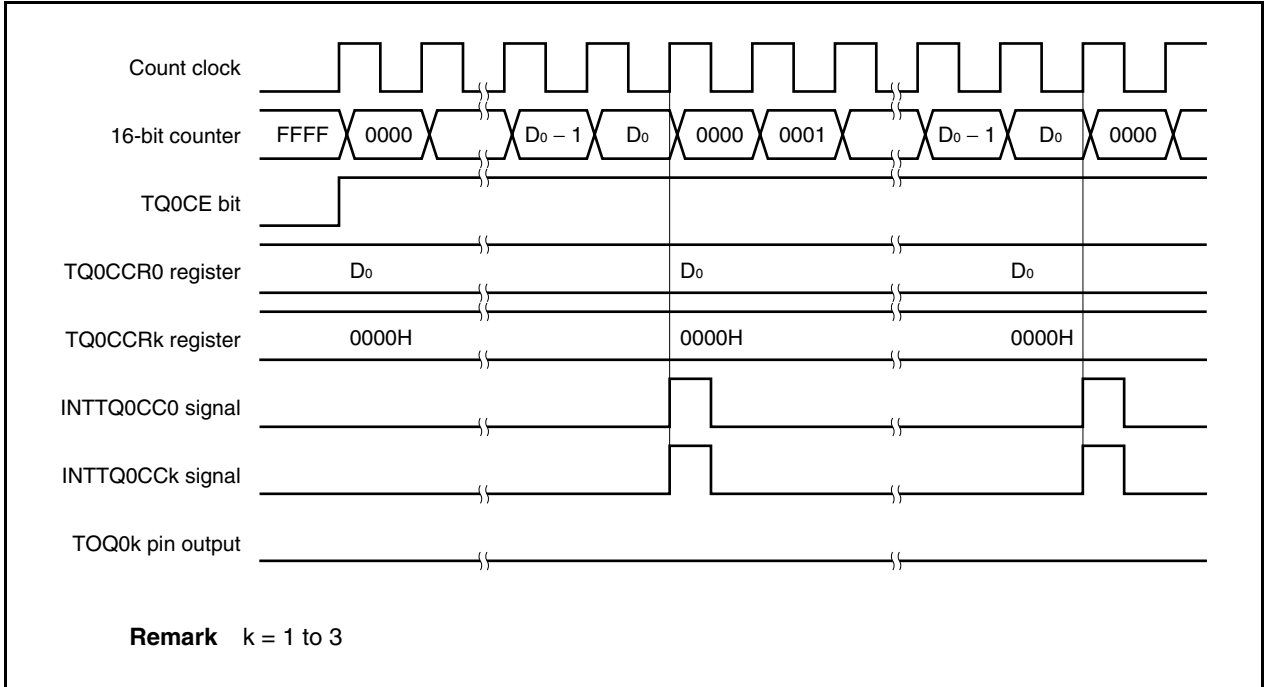 Count clock
16-bit counter FFFF 0000 D₀ − 1 D₀ 0000 0001 D₀ − 1 D₀ 0000
TQ0CE bit
TQ0CCR0 register D₀ D₀ D₀
TQ0CCRk register 0000H 0000H 0000H
INTTQ0CC0 signal
INTTQ0CCk signal
TOQ0k pin output
Remark k = 1 to 3